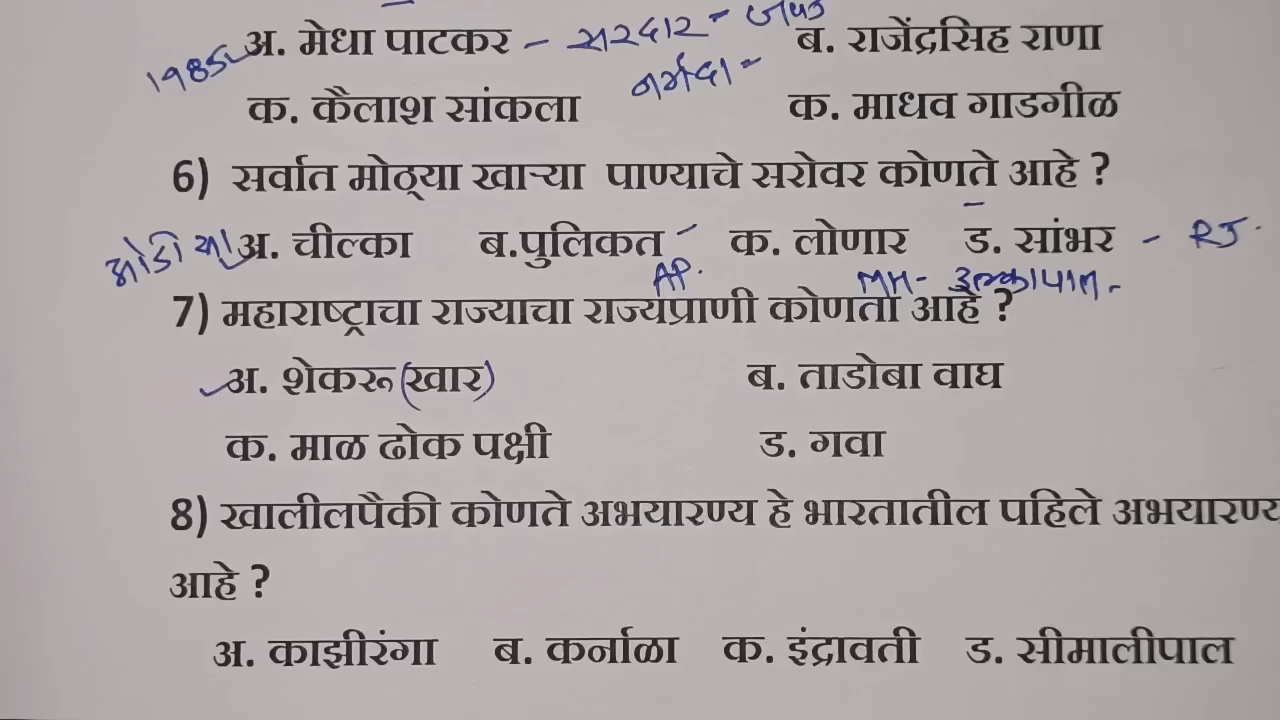 1985 अ. मेधा पाटकर - सरदार - ब. राजेंद्रसिह राणा
नर्मदा -
क. कैलाश सांकला क. माधव गाडगीळ
6) सर्वात मोठ्या खाऱ्या पाण्याचे सरोवर कोणते आहे ?
ओडीशा अ. चील्का ब.पुलिकत - क. लोणार ड. सांभर - RJ.
AP. MH - उल्कापात -
7) महाराष्ट्राचा राज्याचा राज्यप्राणी कोणता आहे ?
अ. शेकरू (खार) ब. ताडोबा वाघ
क. माळ ढोक पक्षी ड. गवा
8) खालीलपैकी कोणते अभयारण्य हे भारतातील पहिले अभयारण्य
आहे ?
अ. काझीरंगा ब. कर्नाळा क. इंद्रावती ड. सीमालीपाल